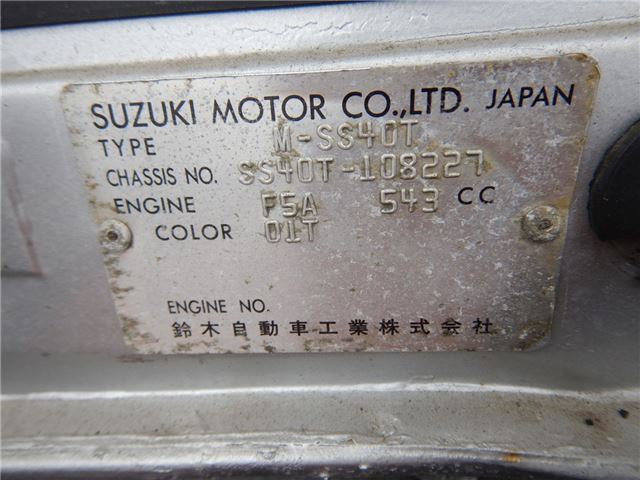 SUZUKI MOTOR CO.,LTD. JAPAN
TYPE M-SS40T
CHASSIS NO. SS40T-108227
ENGINE F5A 543 CC
COLOR 01T
ENGINE NO.
鈴木自動車工業株式会社